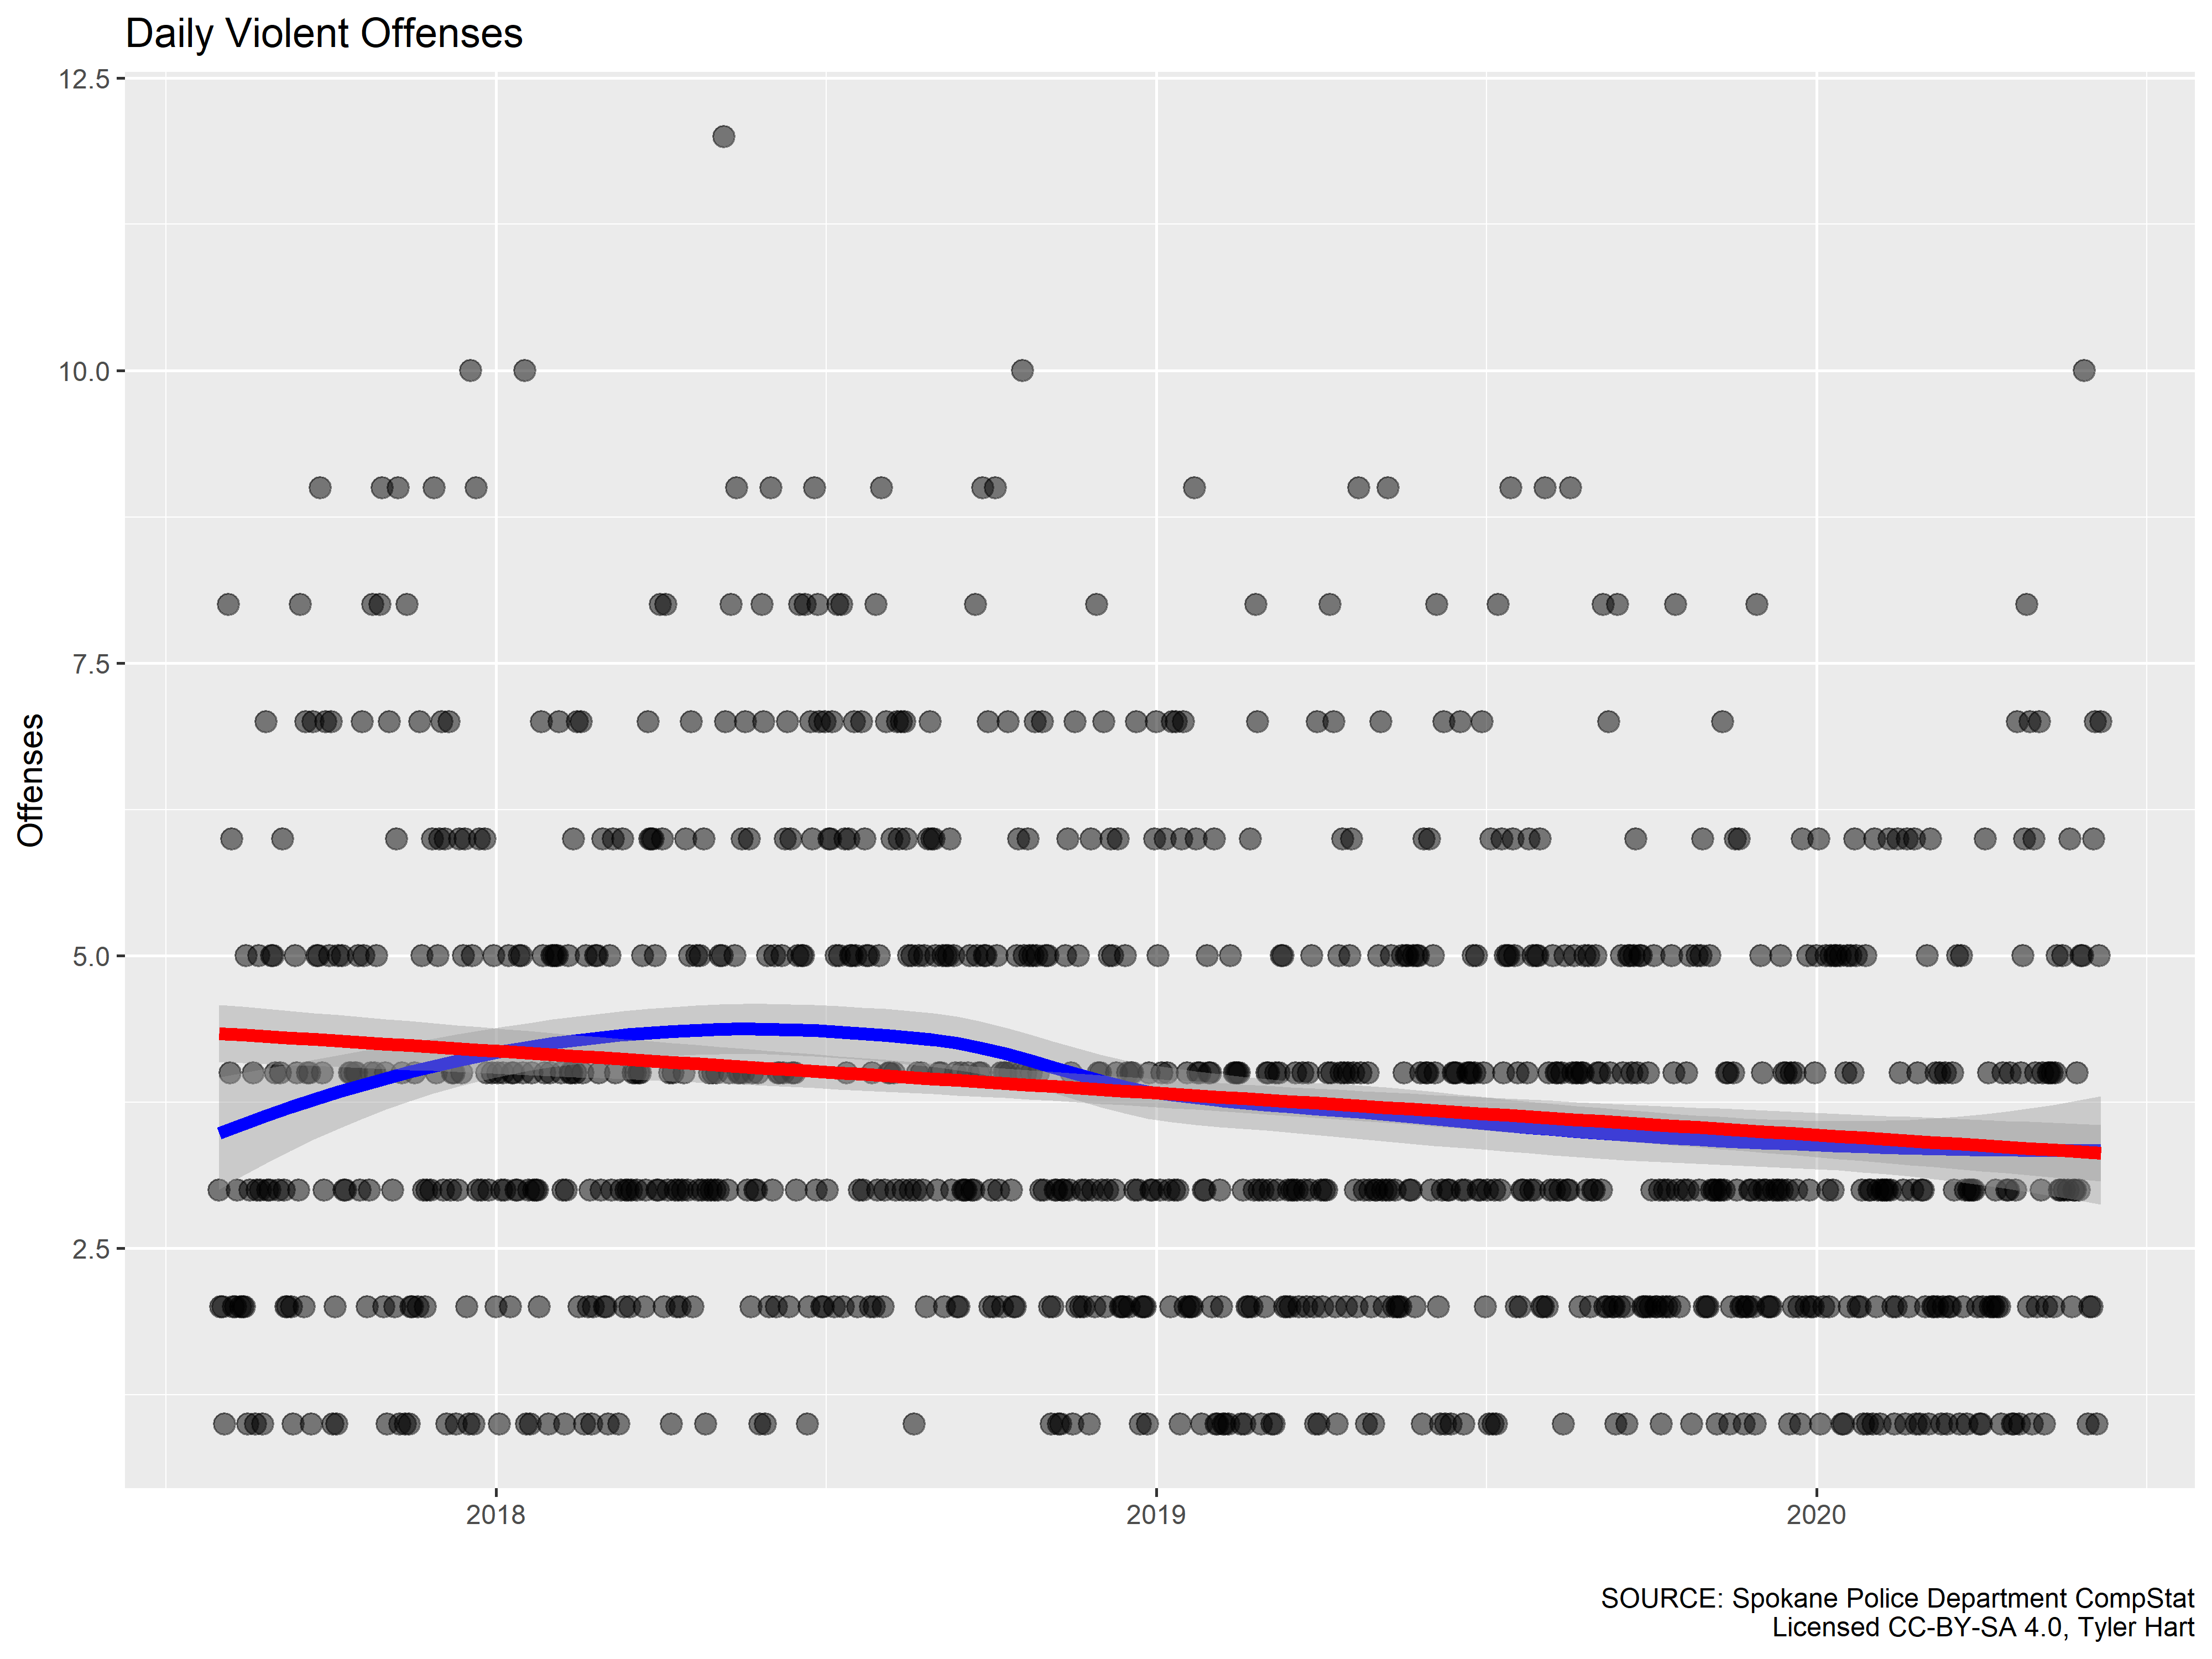 Daily Violent Offenses
12.5
10.0
7.5
5.0
2.5
Offenses
2018
2019
2020
SOURCE: Spokane Police Department CompStat
Licensed CC-BY-SA 4.0, Tyler Hart